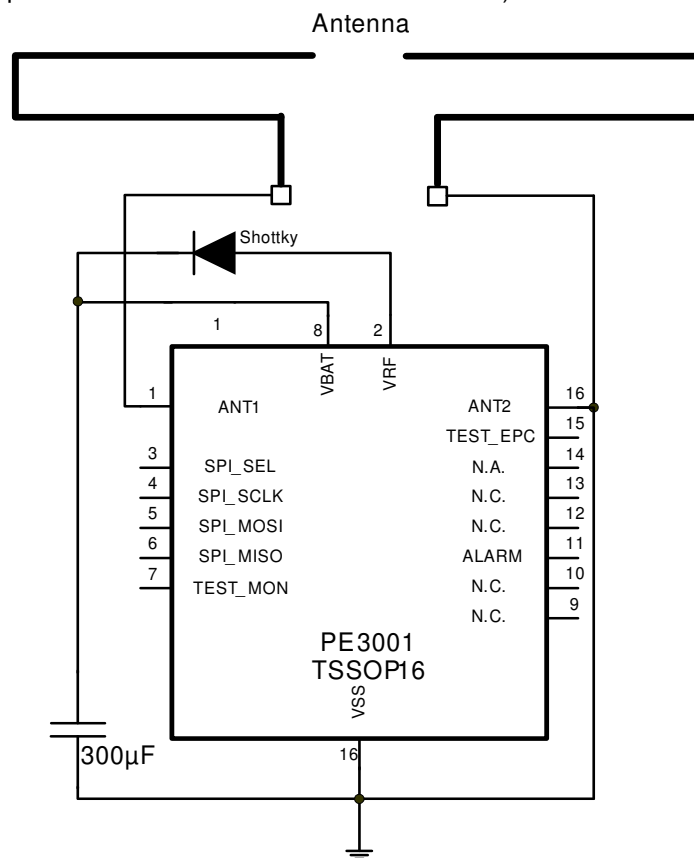 Antenna
Shottky
1
8
2
VBAT
VRF
1
ANT1
ANT2
16
TEST_EPC
15
3
SPI_SEL
N.A.
14
4
SPI_SCLK
N.C.
13
5
SPI_MOSI
N.C.
12
6
SPI_MISO
ALARM
11
7
TEST_MON
N.C.
10
N.C.
9
PE3001
TSSOP16
VSS
16
300µF